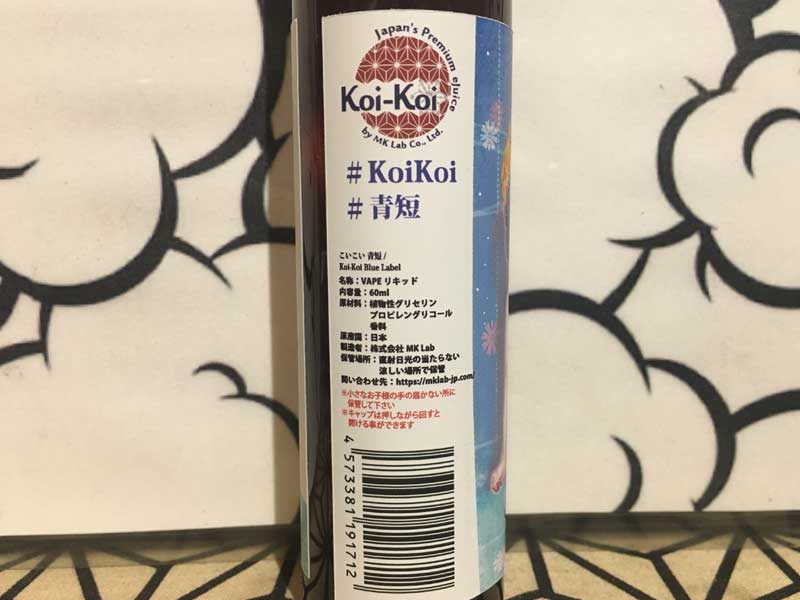 Japan's Premium eJuice
Koi-Koi
by MK Lab Co., Ltd.
# KoiKoi
# 青短
こいこい 青短 /
Koi-Koi Blue Label
名称：VAPE リキッド
内容量：60ml
原材料：植物性グリセリン
プロピレングリコール
香料
原産国：日本
製造者：株式会社 MK Lab
保管場所：直射日光の当たらない
涼しい場所で保管
問い合わせ先：https://mklab-jp.com/
※小さなお子様の手の届かない所に
保管して下さい
※キャップは押しながら回すと
開ける事ができます
4 573381 191712